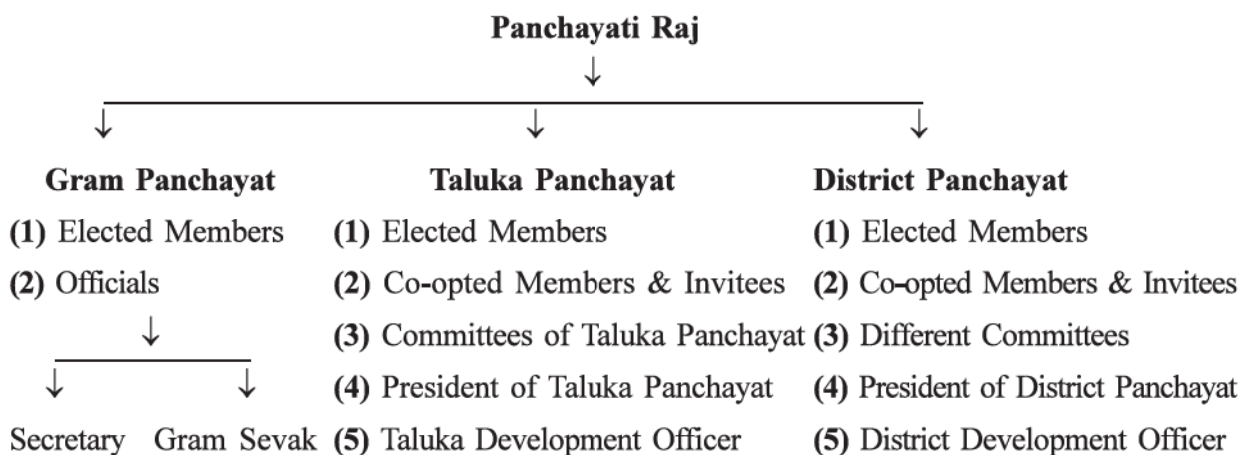 Panchayati Raj
Gram Panchayat
(1) Elected Members
(2) Officials
Secretary Gram Sevak
Taluka Panchayat
(1) Elected Members
(2) Co-opted Members & Invitees
(3) Committees of Taluka Panchayat
(4) President of Taluka Panchayat
(5) Taluka Development Officer
District Panchayat
(1) Elected Members
(2) Co-opted Members & Invitees
(3) Different Committees
(4) President of District Panchayat
(5) District Development Officer